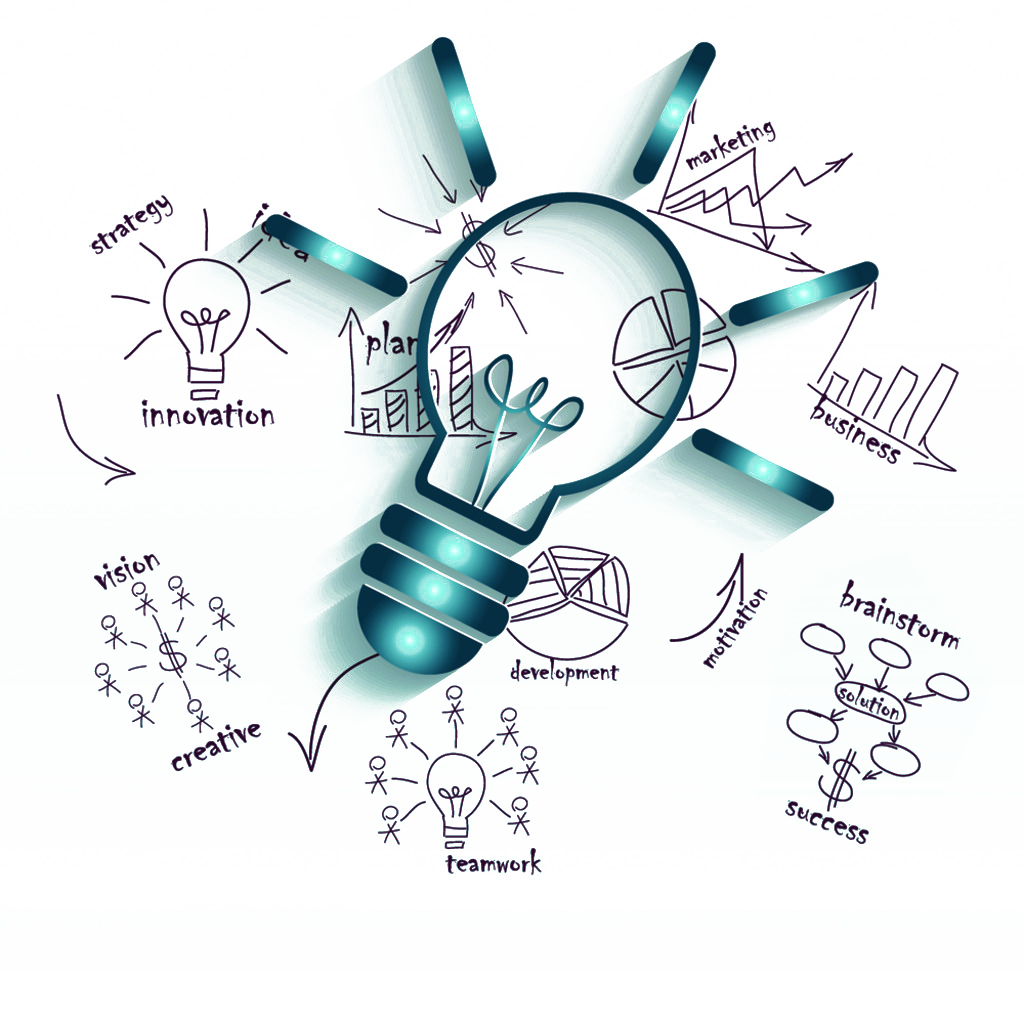 marketing
strategy
plan
innovation
business
vision
motivation
brainstorm
development
solution
creative
success
teamwork